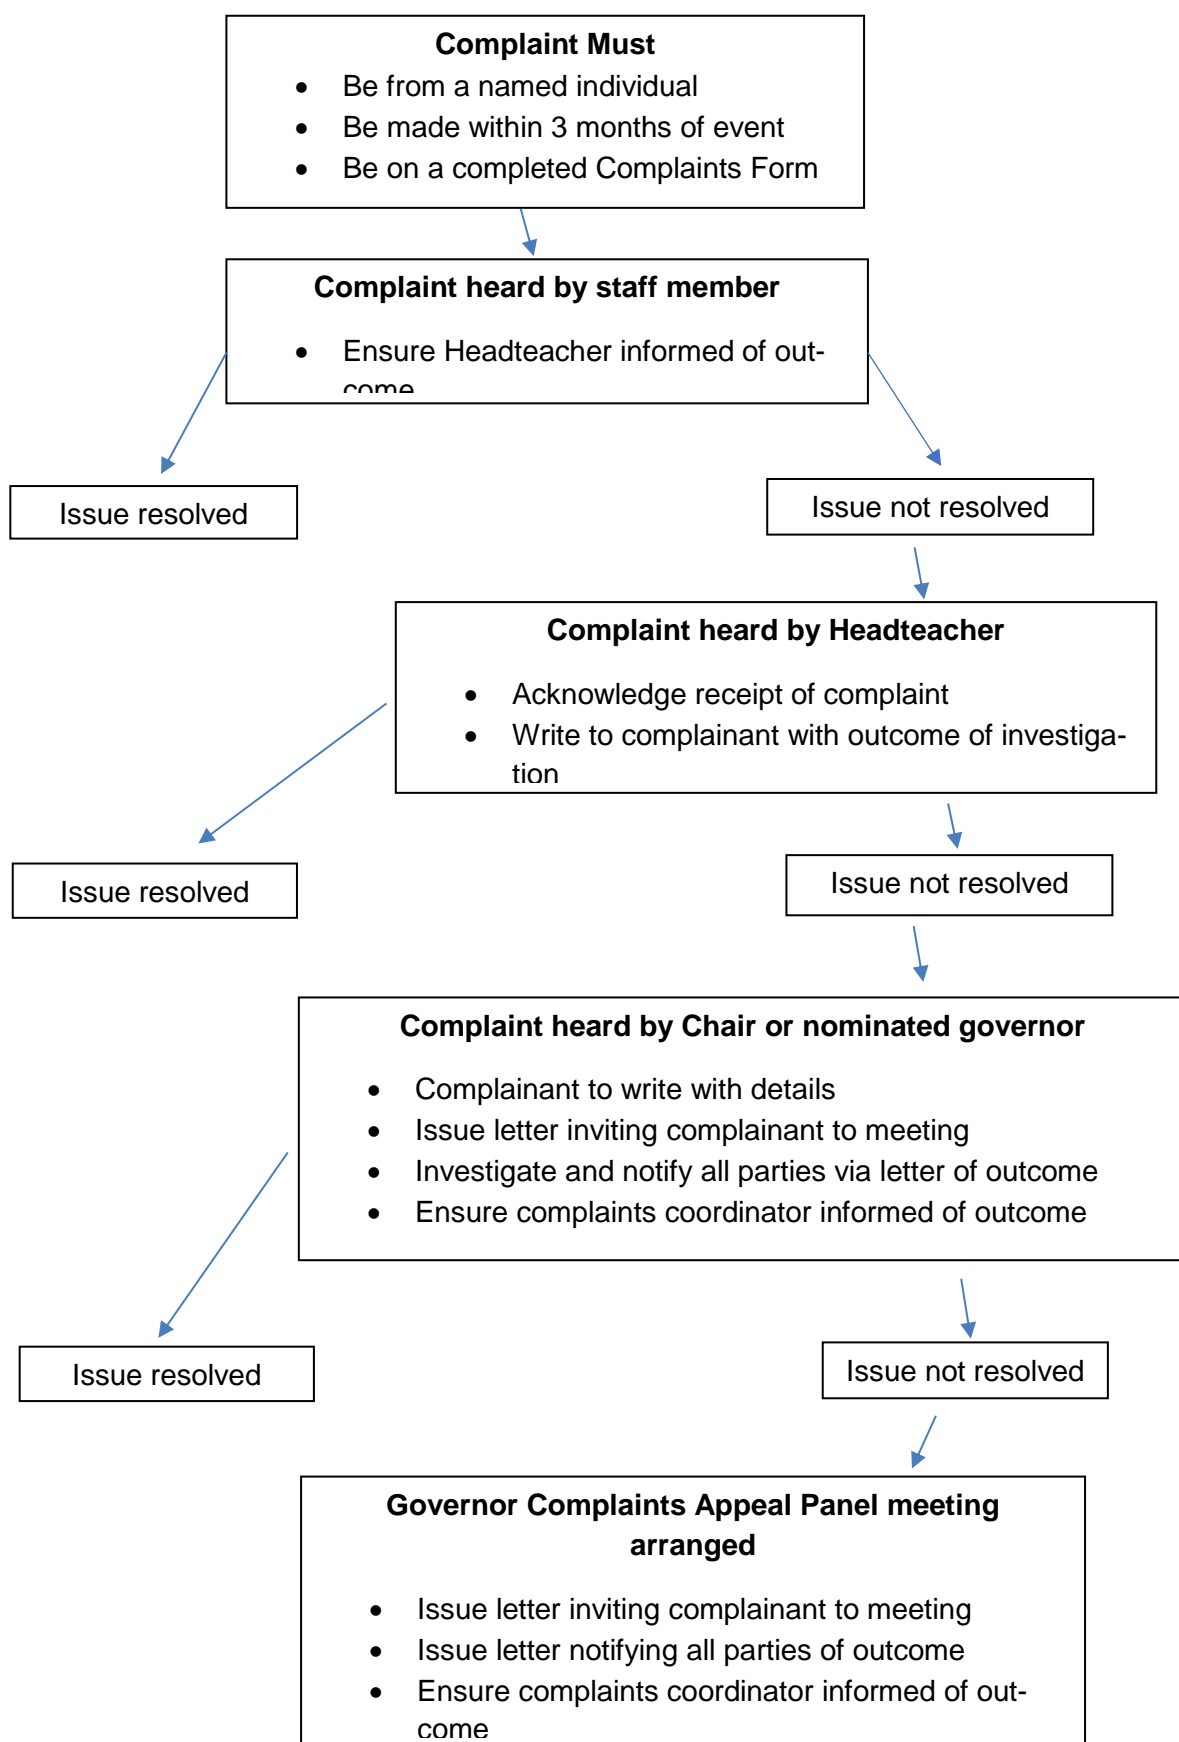 Complaint Must
• Be from a named individual
• Be made within 3 months of event
• Be on a completed Complaints Form
Complaint heard by staff member
• Ensure Headteacher informed of out-
come
Issue resolved
Issue not resolved
Complaint heard by Headteacher
• Acknowledge receipt of complaint
• Write to complainant with outcome of investiga-
tion
Issue resolved
Issue not resolved
Complaint heard by Chair or nominated governor
• Complainant to write with details
• Issue letter inviting complainant to meeting
• Investigate and notify all parties via letter of outcome
• Ensure complaints coordinator informed of outcome
Issue resolved
Issue not resolved
Governor Complaints Appeal Panel meeting
arranged
• Issue letter inviting complainant to meeting
• Issue letter notifying all parties of outcome
• Ensure complaints coordinator informed of out-
come